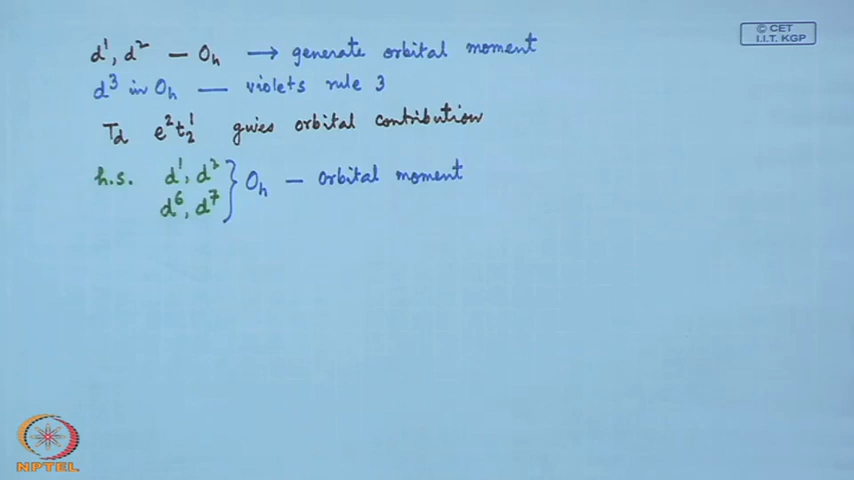 © CET
I.I.T. KGP
d¹, d² — Oₕ → generate orbital moment
d³ in Oₕ — violets rule 3
T_d e²t₂¹ gives orbital contribution
h.s. d¹, d² } Oₕ — orbital moment
d⁶, d⁷
NPTEL